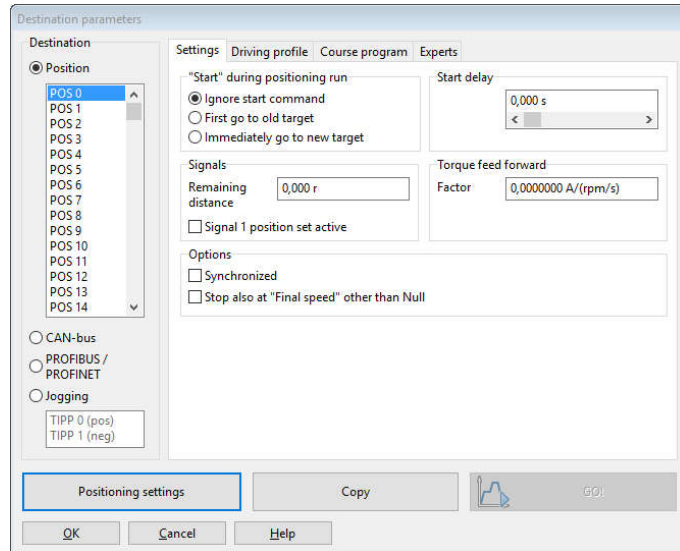 Destination parameters
Destination
Position
POS 0
POS 1
POS 2
POS 3
POS 4
POS 5
POS 6
POS 7
POS 8
POS 9
POS 10
POS 11
POS 12
POS 13
POS 14
CAN-bus
PROFIBUS /
PROFINET
Jogging
TIPP 0 (pos)
TIPP 1 (neg)
Settings Driving profile Course program Experts
"Start" during positioning run
Ignore start command
First go to old target
Immediately go to new target
Start delay
0,000 s
Signals
Remaining
distance
0,000 r
Signal 1 position set active
Torque feed forward
Factor 0,0000000 A/(rpm/s)
Options
Synchronized
Stop also at "Final speed" other than Null
Positioning settings Copy GO!
OK Cancel Help